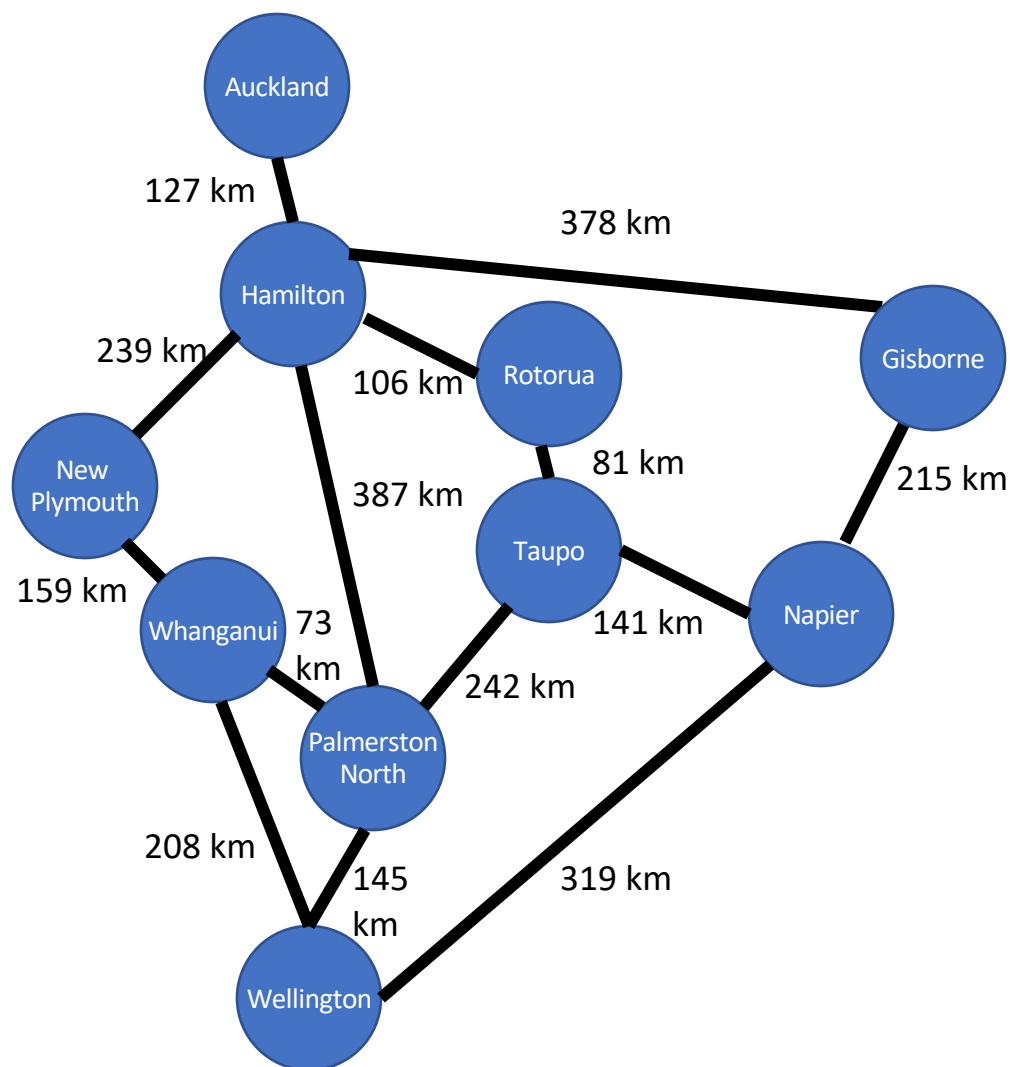 Auckland
127 km
378 km
Hamilton
239 km
106 km
Rotorua
Gisborne
New
Plymouth
387 km
81 km
215 km
Taupo
159 km
Whanganui
73
km
141 km
Napier
242 km
Palmerston
North
208 km
145
km
319 km
Wellington